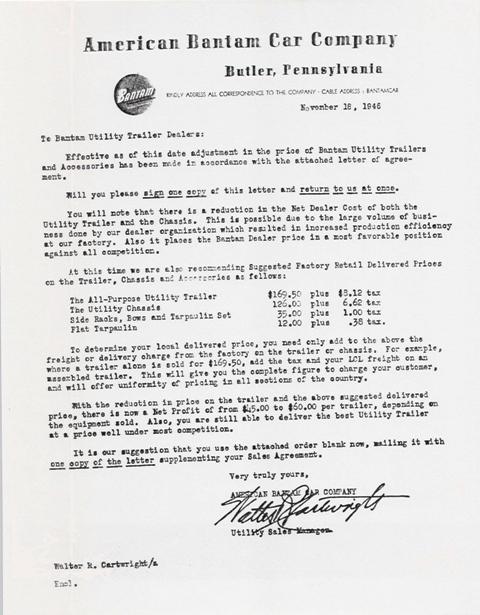 American Bantam Car Company
Butler, Pennsylvania
BANTAM
KINDLY ADDRESS ALL CORRESPONDENCE TO THE COMPANY - CABLE ADDRESS : BANTAMCAR
November 18, 1946
To Bantam Utility Trailer Dealers:
Effective as of this date adjustment in the price of Bantam Utility Trailers
and Accessories has been made in accordance with the attached letter of agree-
ment.
Will you please sign one copy of this letter and return to us at once.
You will note that there is a reduction in the Net Dealer Cost of both the
Utility Trailer and the Chassis. This is possible due to the large volume of busi-
ness done by our dealer organization which resulted in increased production efficiency
at our factory. Also it places the Bantam Dealer price in a most favorable position
against all competition.
At this time we are also recommending Suggested Factory Retail Delivered Prices
on the Trailer, Chassis and Accessories as follows:
The All-Purpose Utility Trailer $169.50 plus $8.12 tax
The Utility Chassis 126.00 plus 6.62 tax
Side Racks, Bows and Tarpaulin Set 35.00 plus 1.00 tax
Flat Tarpaulin 12.00 plus .38 tax.
To determine your local delivered price, you need only add to the above the
freight or delivery charge from the factory on the trailer or chassis. For example,
where a trailer alone is sold for $169.50, add the tax and your LCL freight on an
assembled trailer. This will give you the complete figure to charge your customer,
and will offer uniformity of pricing in all sections of the country.
With the reduction in price on the trailer and the above suggested delivered
price, there is now a Net Profit of from $45.00 to $60.00 per trailer, depending on
the equipment sold. Also, you are still able to deliver the best Utility Trailer
at a price well under most competition.
It is our suggestion that you use the attached order blank now, mailing it with
one copy of the letter supplementing your Sales Agreement.
Very truly yours,
AMERICAN BANTAM CAR COMPANY
Walter R Cartwright
Utility Sales Manager
Walter R. Cartwright/a
Encl.